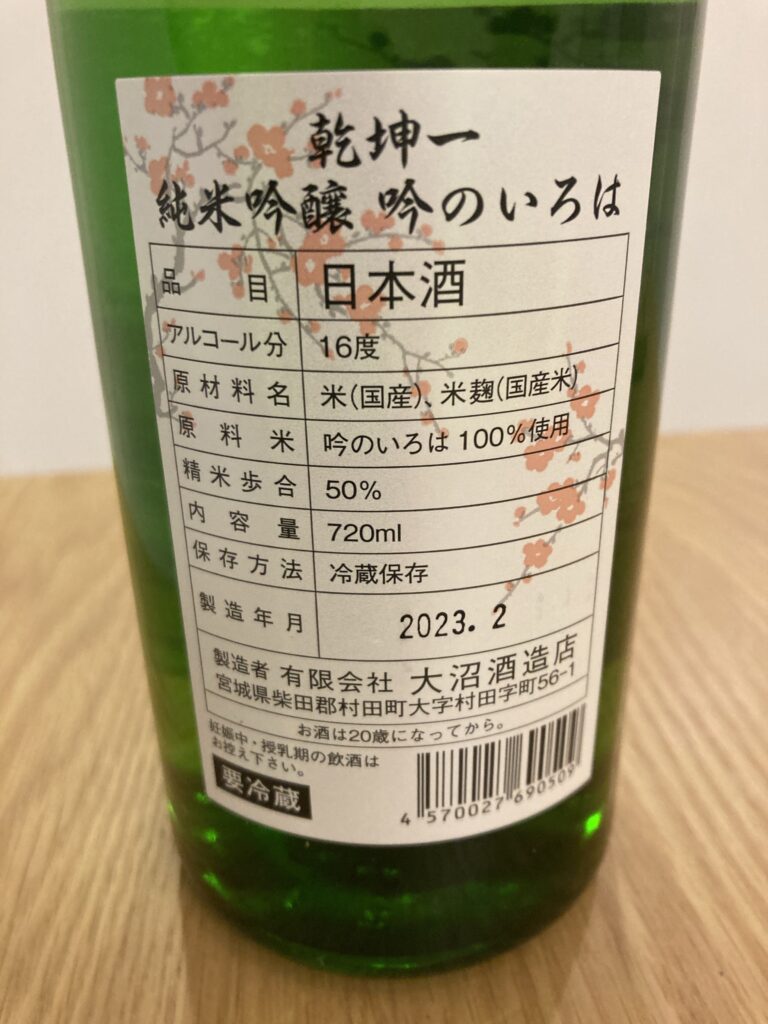 乾坤一
純米吟醸 吟のいろは
品目 日本酒
アルコール分 16度
原材料名 米(国産)、米麹(国産米)
原料米 吟のいろは 100%使用
精米歩合 50%
内容量 720ml
保存方法 冷蔵保存
製造年月 2023. 2
製造者 有限会社 大沼酒造店
宮城県柴田郡村田町大字村田字町56-1
お酒は20歳になってから。
妊娠中・授乳期の飲酒は
お控え下さい。
要冷蔵
4 570027 690509